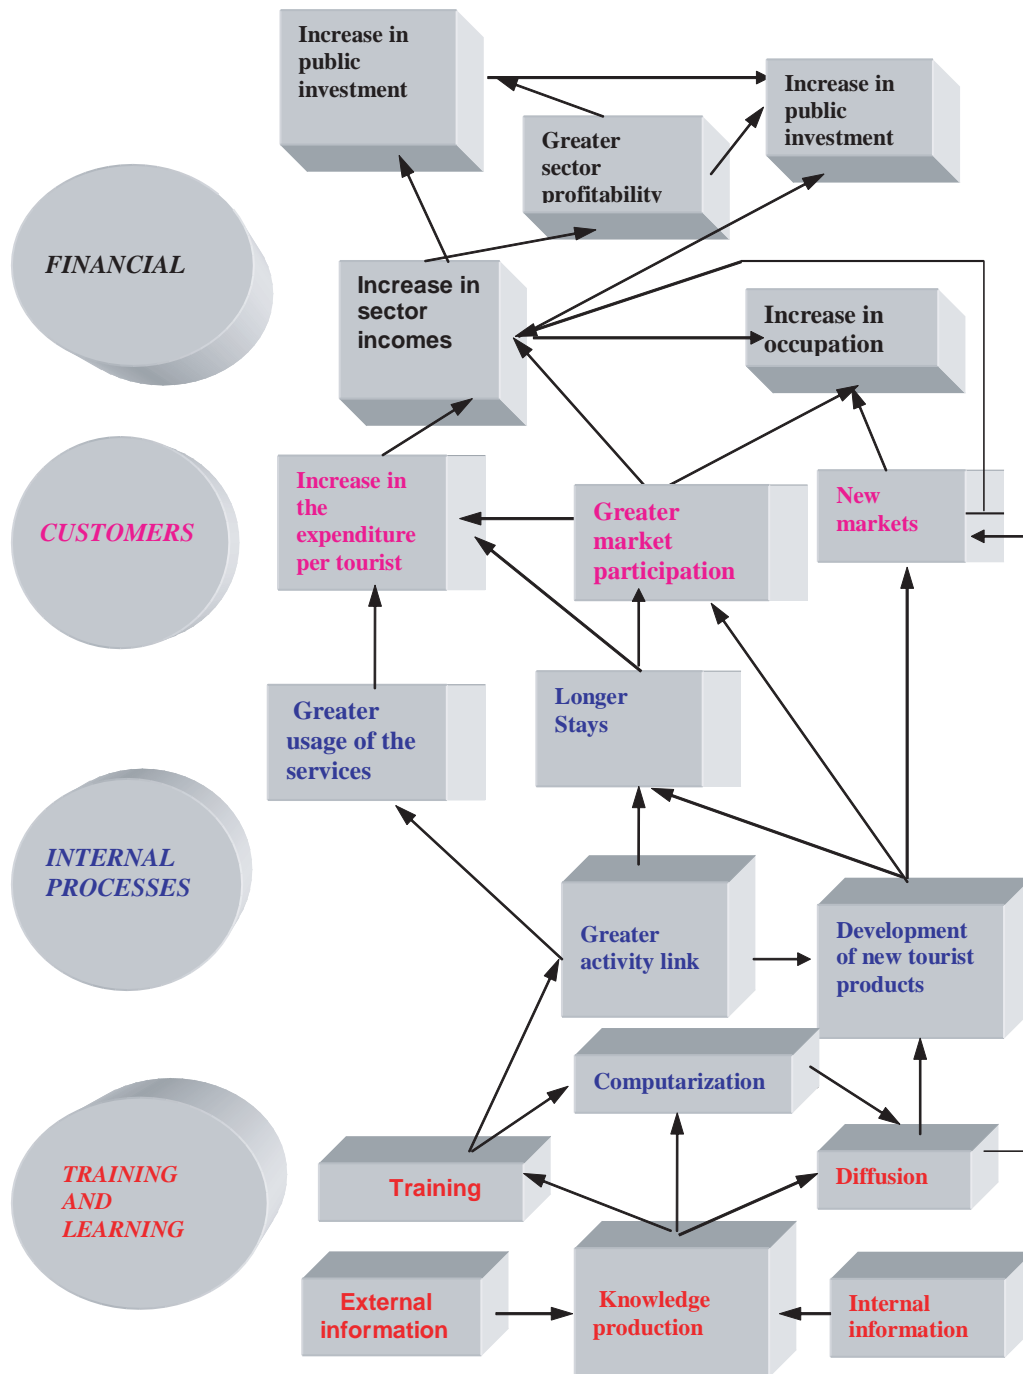 Increase in
public
investment
Increase in
public
investment
Greater
sector
profitability
FINANCIAL
Increase in
sector
incomes
Increase in
occupation
CUSTOMERS
Increase in
the
expenditure
per tourist
Greater
market
participation
New
markets
Greater
usage of the
services
Longer
Stays
INTERNAL
PROCESSES
Greater
activity link
Development
of new tourist
products
Computarization
TRAINING
AND
LEARNING
Training
Diffusion
External
information
Knowledge
production
Internal
information